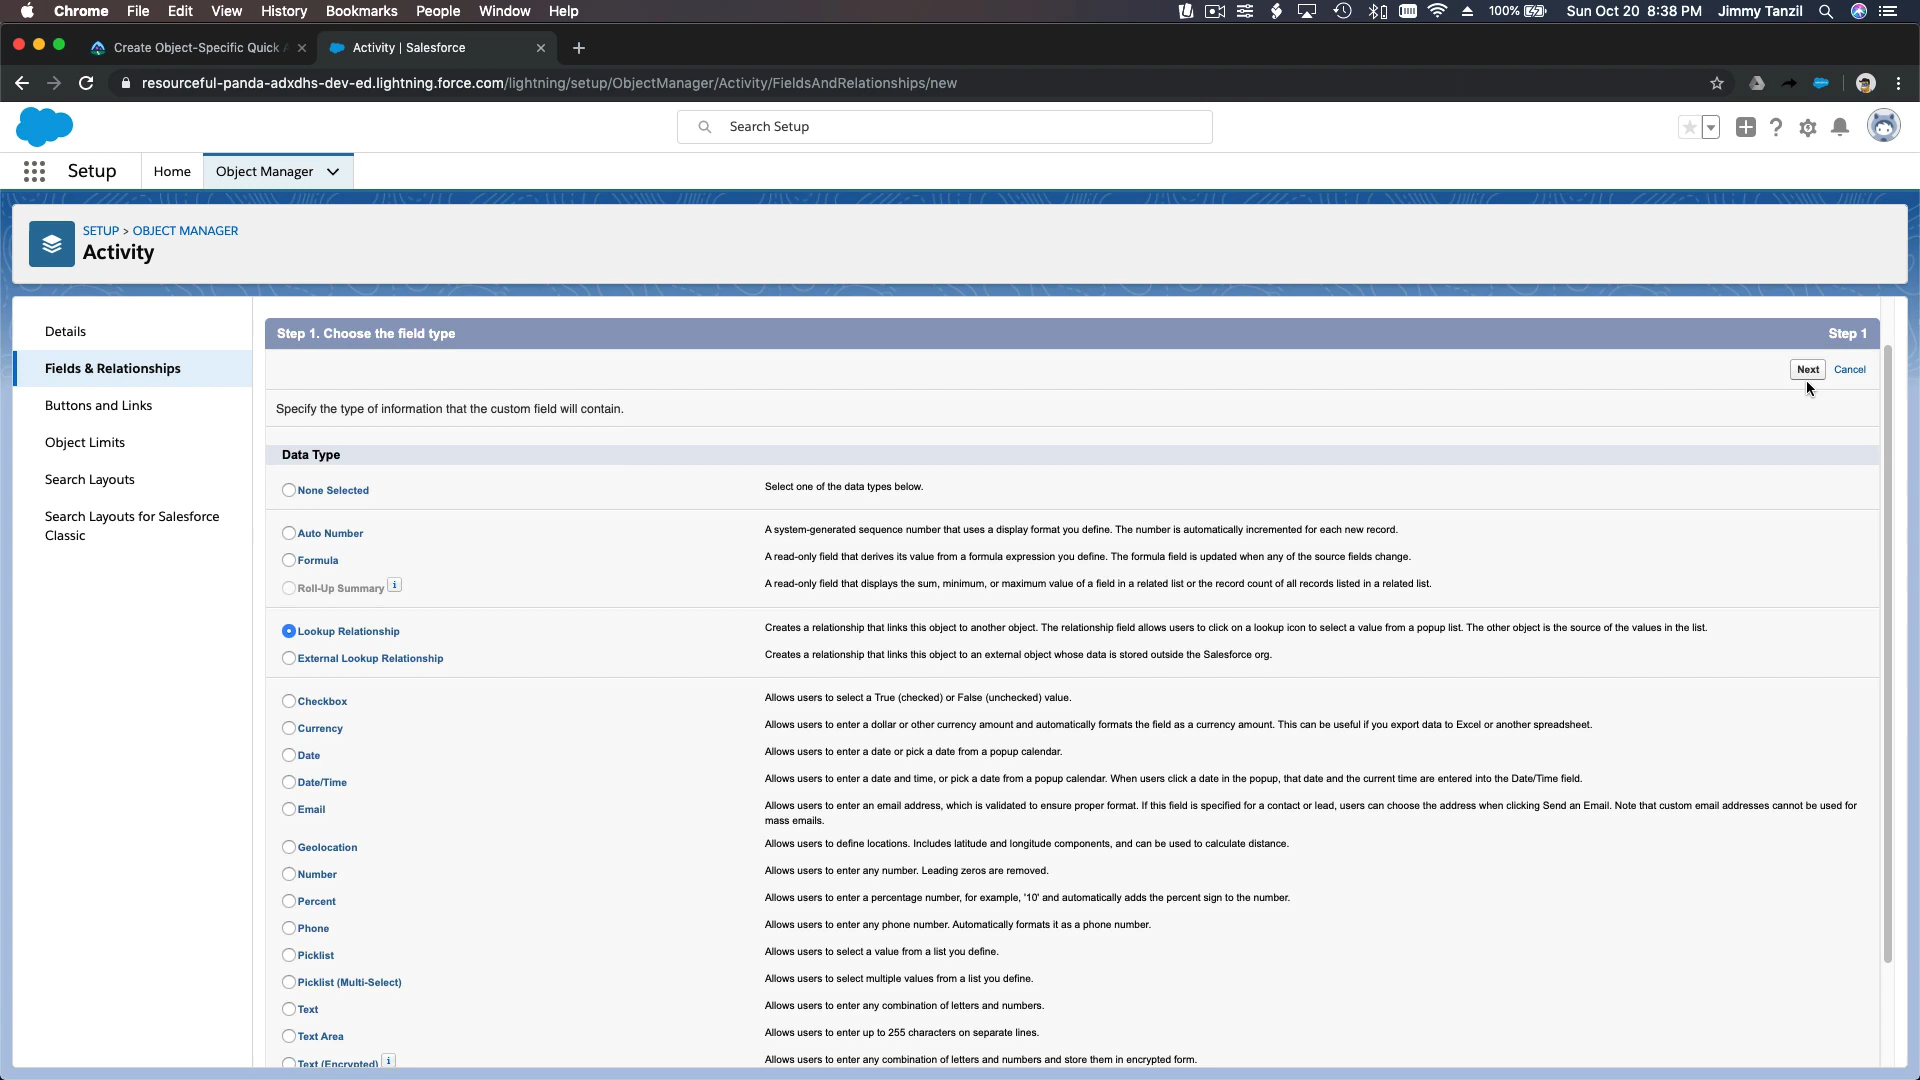 Chrome File Edit View History Bookmarks People Window Help 100% Sun Oct 20 8:38 PM Jimmy Tanzil
Create Object-Specific Quick A
Activity | Salesforce
resourceful-panda-adxdhs-dev-ed.lightning.force.com/lightning/setup/ObjectManager/Activity/FieldsAndRelationships/new
Search Setup
Setup Home Object Manager
SETUP > OBJECT MANAGER
Activity
Details
Fields & Relationships
Buttons and Links
Object Limits
Search Layouts
Search Layouts for Salesforce
Classic
Step 1. Choose the field type Step 1
Next Cancel
Specify the type of information that the custom field will contain.
Data Type
None Selected Select one of the data types below.
Auto Number A system-generated sequence number that uses a display format you define. The number is automatically incremented for each new record.
Formula A read-only field that derives its value from a formula expression you define. The formula field is updated when any of the source fields change.
Roll-Up Summary i A read-only field that displays the sum, minimum, or maximum value of a field in a related list or the record count of all records listed in a related list.
Lookup Relationship Creates a relationship that links this object to another object. The relationship field allows users to click on a lookup icon to select a value from a popup list. The other object is the source of the values in the list.
External Lookup Relationship Creates a relationship that links this object to an external object whose data is stored outside the Salesforce org.
Checkbox Allows users to select a True (checked) or False (unchecked) value.
Currency Allows users to enter a dollar or other currency amount and automatically formats the field as a currency amount. This can be useful if you export data to Excel or another spreadsheet.
Date Allows users to enter a date or pick a date from a popup calendar.
Date/Time Allows users to enter a date and time, or pick a date from a popup calendar. When users click a date in the popup, that date and the current time are entered into the Date/Time field.
Email Allows users to enter an email address, which is validated to ensure proper format. If this field is specified for a contact or lead, users can choose the address when clicking Send an Email. Note that custom email addresses cannot be used for
mass emails.
Geolocation Allows users to define locations. Includes latitude and longitude components, and can be used to calculate distance.
Number Allows users to enter any number. Leading zeros are removed.
Percent Allows users to enter a percentage number, for example, '10' and automatically adds the percent sign to the number.
Phone Allows users to enter any phone number. Automatically formats it as a phone number.
Picklist Allows users to select a value from a list you define.
Picklist (Multi-Select) Allows users to select multiple values from a list you define.
Text Allows users to enter any combination of letters and numbers.
Text Area Allows users to enter up to 255 characters on separate lines.
Text (Encrypted) i Allows users to enter any combination of letters and numbers and store them in encrypted form.